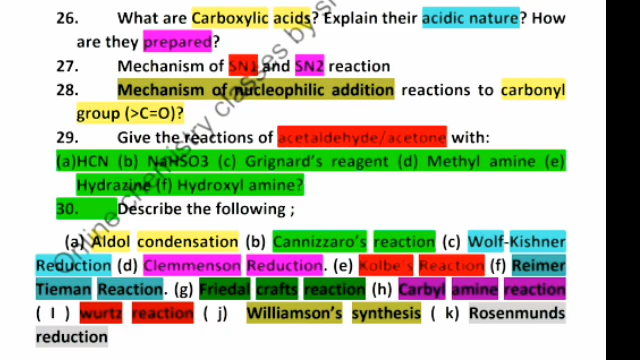 26. What are Carboxylic acids? Explain their acidic nature? How
are they prepared?
27. Mechanism of SN1 and SN2 reaction
28. Mechanism of nucleophilic addition reactions to carbonyl
group (>C=O)?
29. Give the reactions of acetaldehyde/acetone with:
(a)HCN (b) NaHSO3 (c) Grignard's reagent (d) Methyl amine (e)
Hydrazine (f) Hydroxyl amine?
30. Describe the following ;
(a) Aldol condensation (b) Cannizzaro's reaction (c) Wolf-Kishner
Reduction (d) Clemmenson Reduction. (e) Kolbe's Reaction (f) Reimer
Tieman Reaction. (g) Friedal crafts reaction (h) Carbyl amine reaction
( I ) wurtz reaction ( j ) Williamson's synthesis ( k ) Rosenmunds
reduction
Online chemistry classes by s